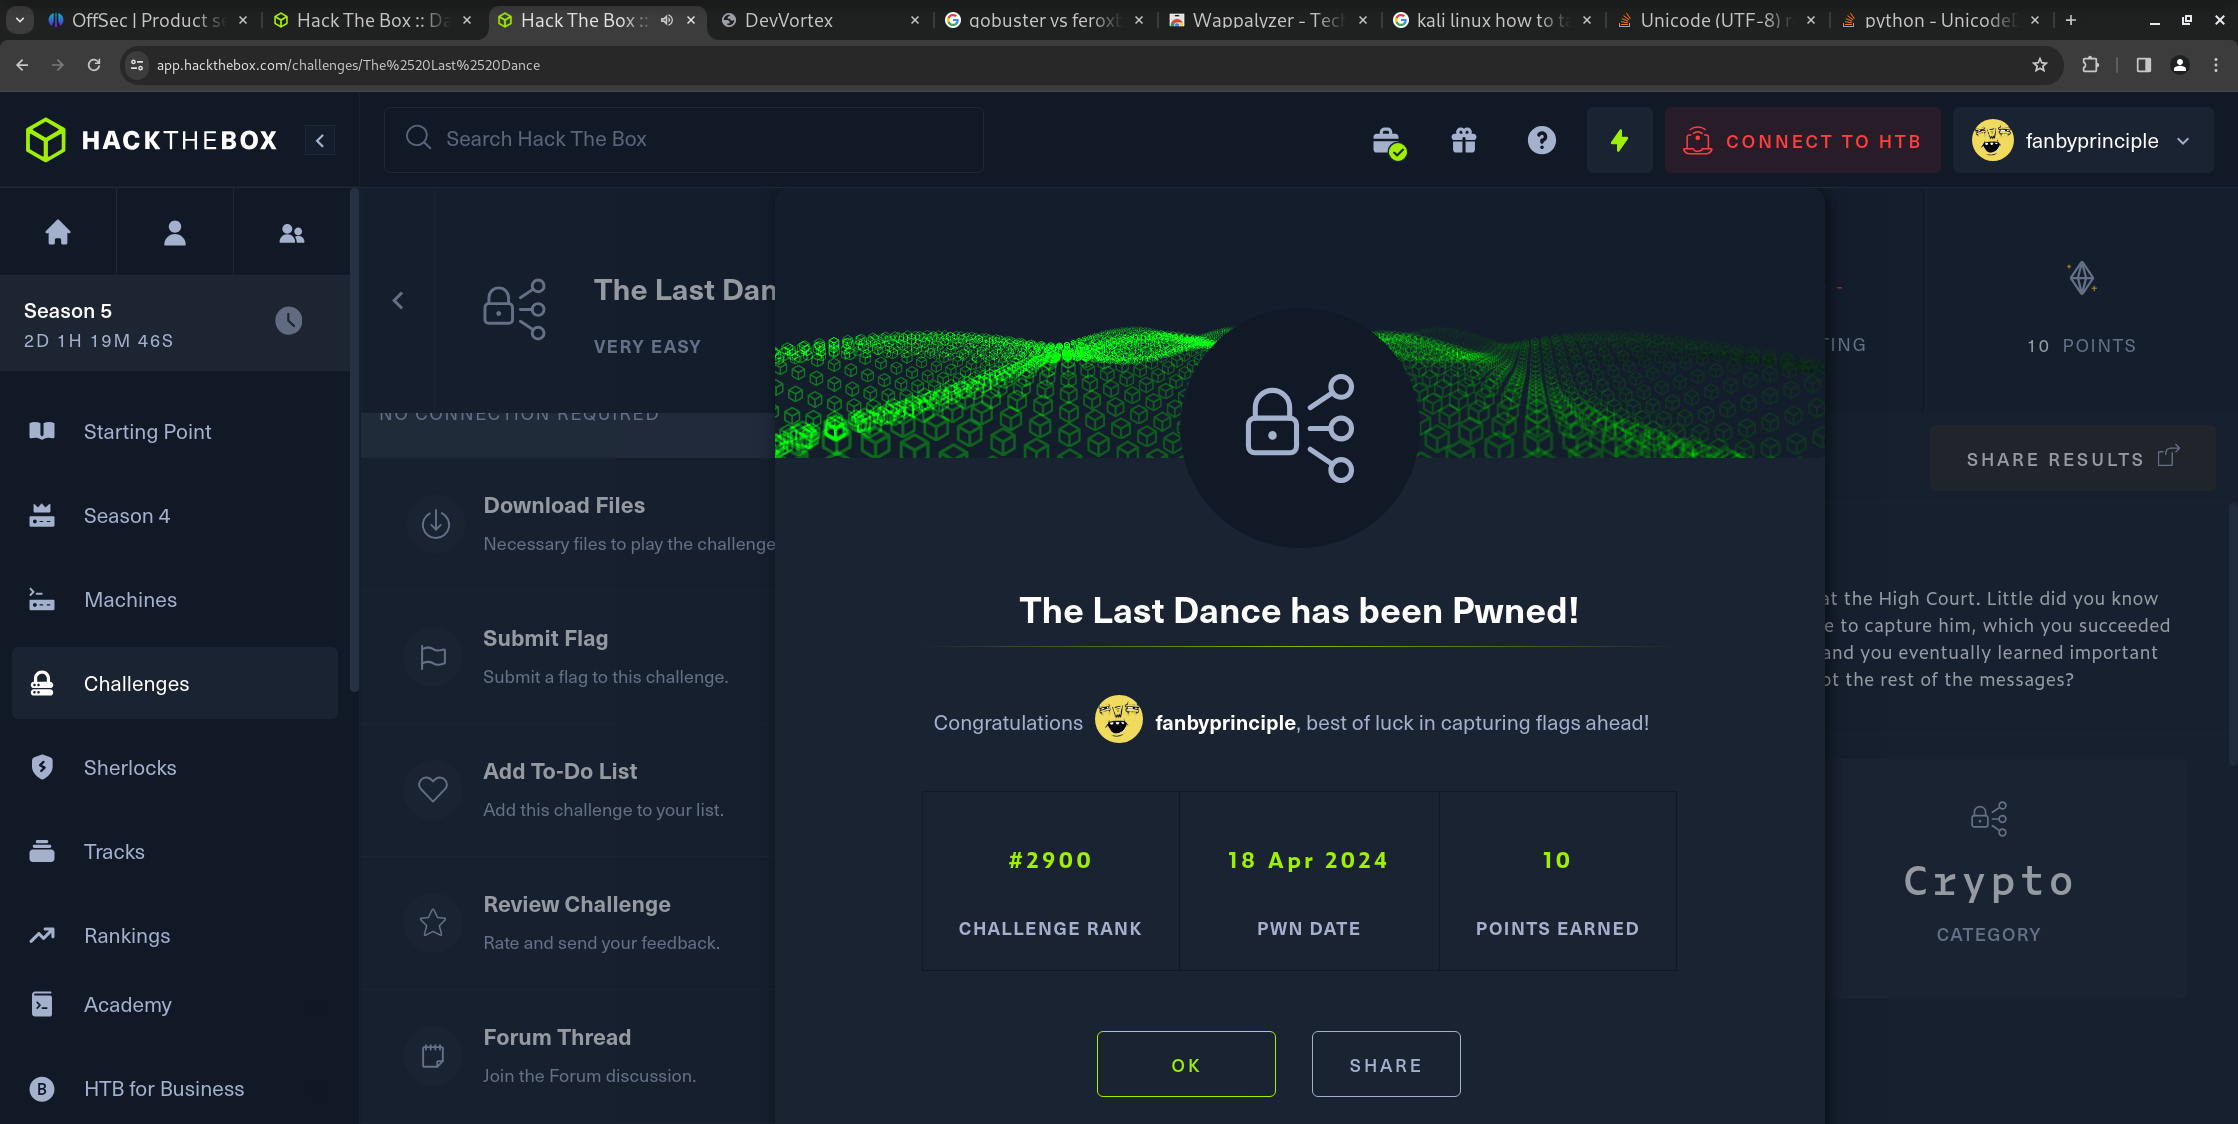 OffSec | Product se
Hack The Box :: Da
Hack The Box ::
DevVortex
gobuster vs feroxb
Wappalyzer - Tech
kali linux how to ta
Unicode (UTF-8) r
python - Unicode
app.hackthebox.com/challenges/The%2520Last%2520Dance
HACKTHEBOX
Search Hack The Box
CONNECT TO HTB
fanbyprinciple
Season 5
2D 1H 19M 46S
Starting Point
Season 4
Machines
Challenges
Sherlocks
Tracks
Rankings
Academy
HTB for Business
The Last Dan
VERY EASY
NO CONNECTION REQUIRED
Download Files
Necessary files to play the challenge
Submit Flag
Submit a flag to this challenge.
Add To-Do List
Add this challenge to your list.
Review Challenge
Rate and send your feedback.
Forum Thread
Join the Forum discussion.
The Last Dance has been Pwned!
Congratulations fanbyprinciple, best of luck in capturing flags ahead!
#2900
CHALLENGE RANK
18 Apr 2024
PWN DATE
10
POINTS EARNED
OK
SHARE
-
TING
10 POINTS
SHARE RESULTS
at the High Court. Little did you know
e to capture him, which you succeeded
and you eventually learned important
ot the rest of the messages?
Crypto
CATEGORY